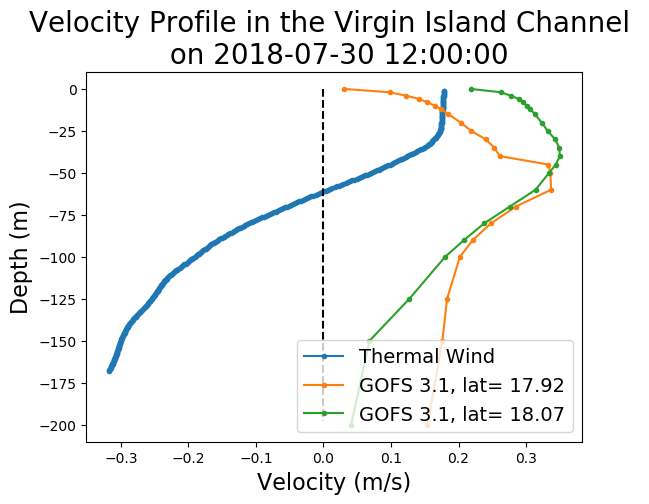 Velocity Profile in the Virgin Island Channel
on 2018-07-30 12:00:00
Depth (m)
0
−25
−50
−75
−100
−125
−150
−175
−200
Thermal Wind
GOFS 3.1, lat= 17.92
GOFS 3.1, lat= 18.07
−0.3 −0.2 −0.1 0.0 0.1 0.2 0.3
Velocity (m/s)